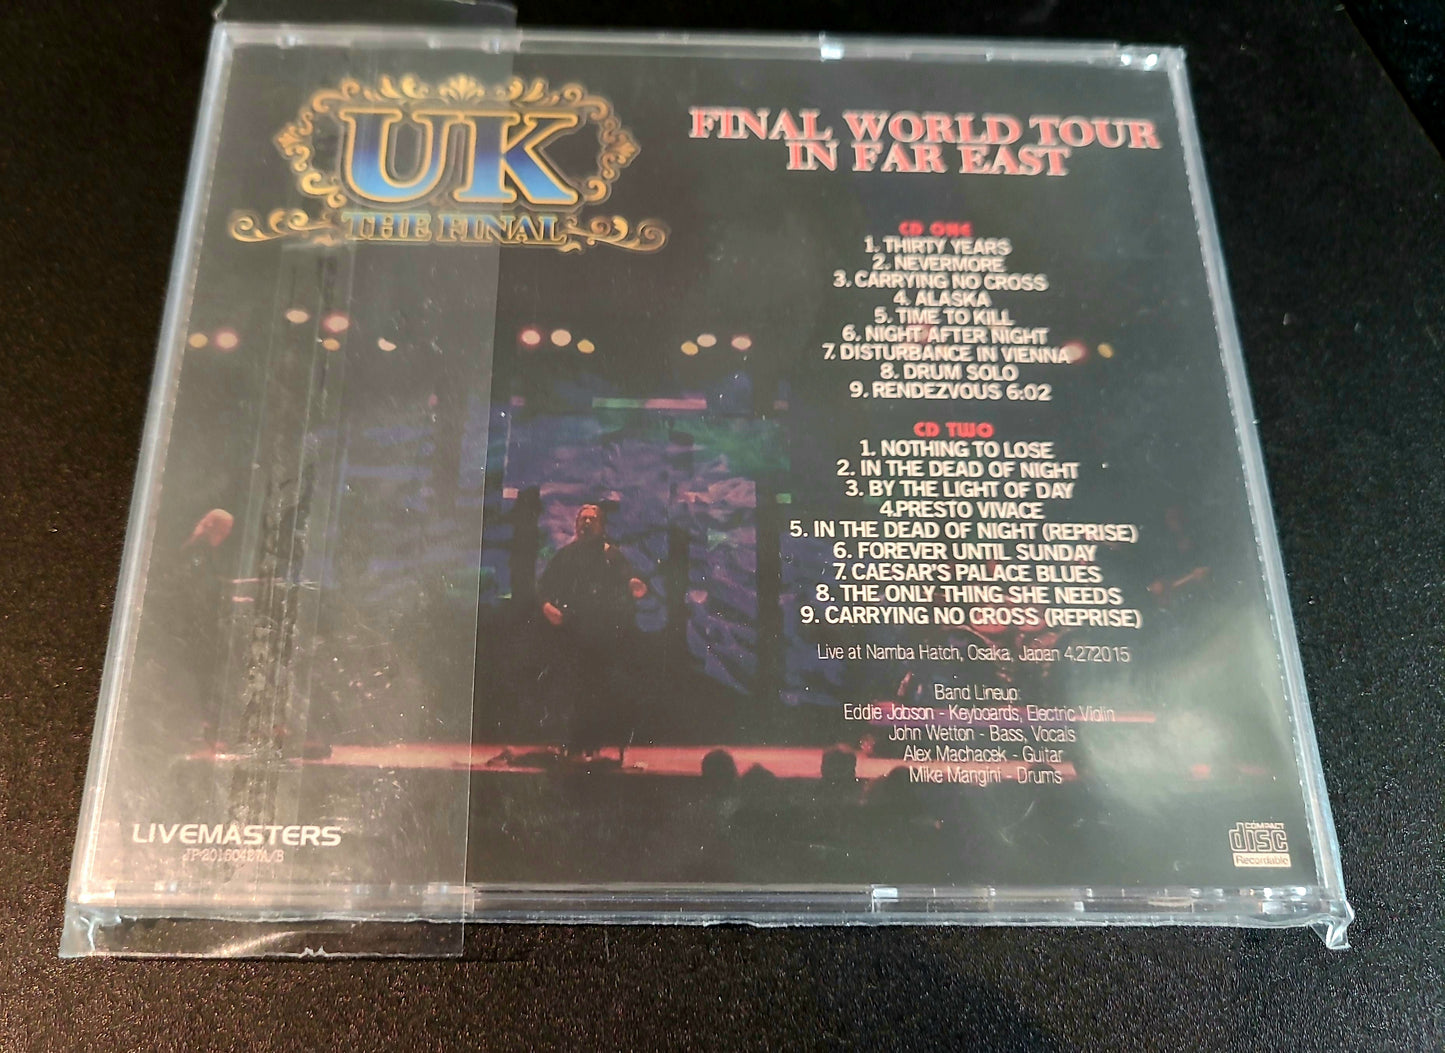 UK
THE FINAL
FINAL WORLD TOUR
IN FAR EAST
CD ONE
1. THIRTY YEARS
2. NEVERMORE
3. CARRYING NO CROSS
4. ALASKA
5. TIME TO KILL
6. NIGHT AFTER NIGHT
7. DISTURBANCE IN VIENNA
8. DRUM SOLO
9. RENDEZVOUS 6:02
CD TWO
1. NOTHING TO LOSE
2. IN THE DEAD OF NIGHT
3. BY THE LIGHT OF DAY
4.PRESTO VIVACE
5. IN THE DEAD OF NIGHT (REPRISE)
6. FOREVER UNTIL SUNDAY
7. CAESAR'S PALACE BLUES
8. THE ONLY THING SHE NEEDS
9. CARRYING NO CROSS (REPRISE)
Live at Namba Hatch, Osaka, Japan 4.272015
Band Lineup:
Eddie Jobson - Keyboards, Electric Violin
John Wetton - Bass, Vocals
Alex Machacek - Guitar
Mike Mangini - Drums
LIVEMASTERS
COMPACT
disc
Recordable